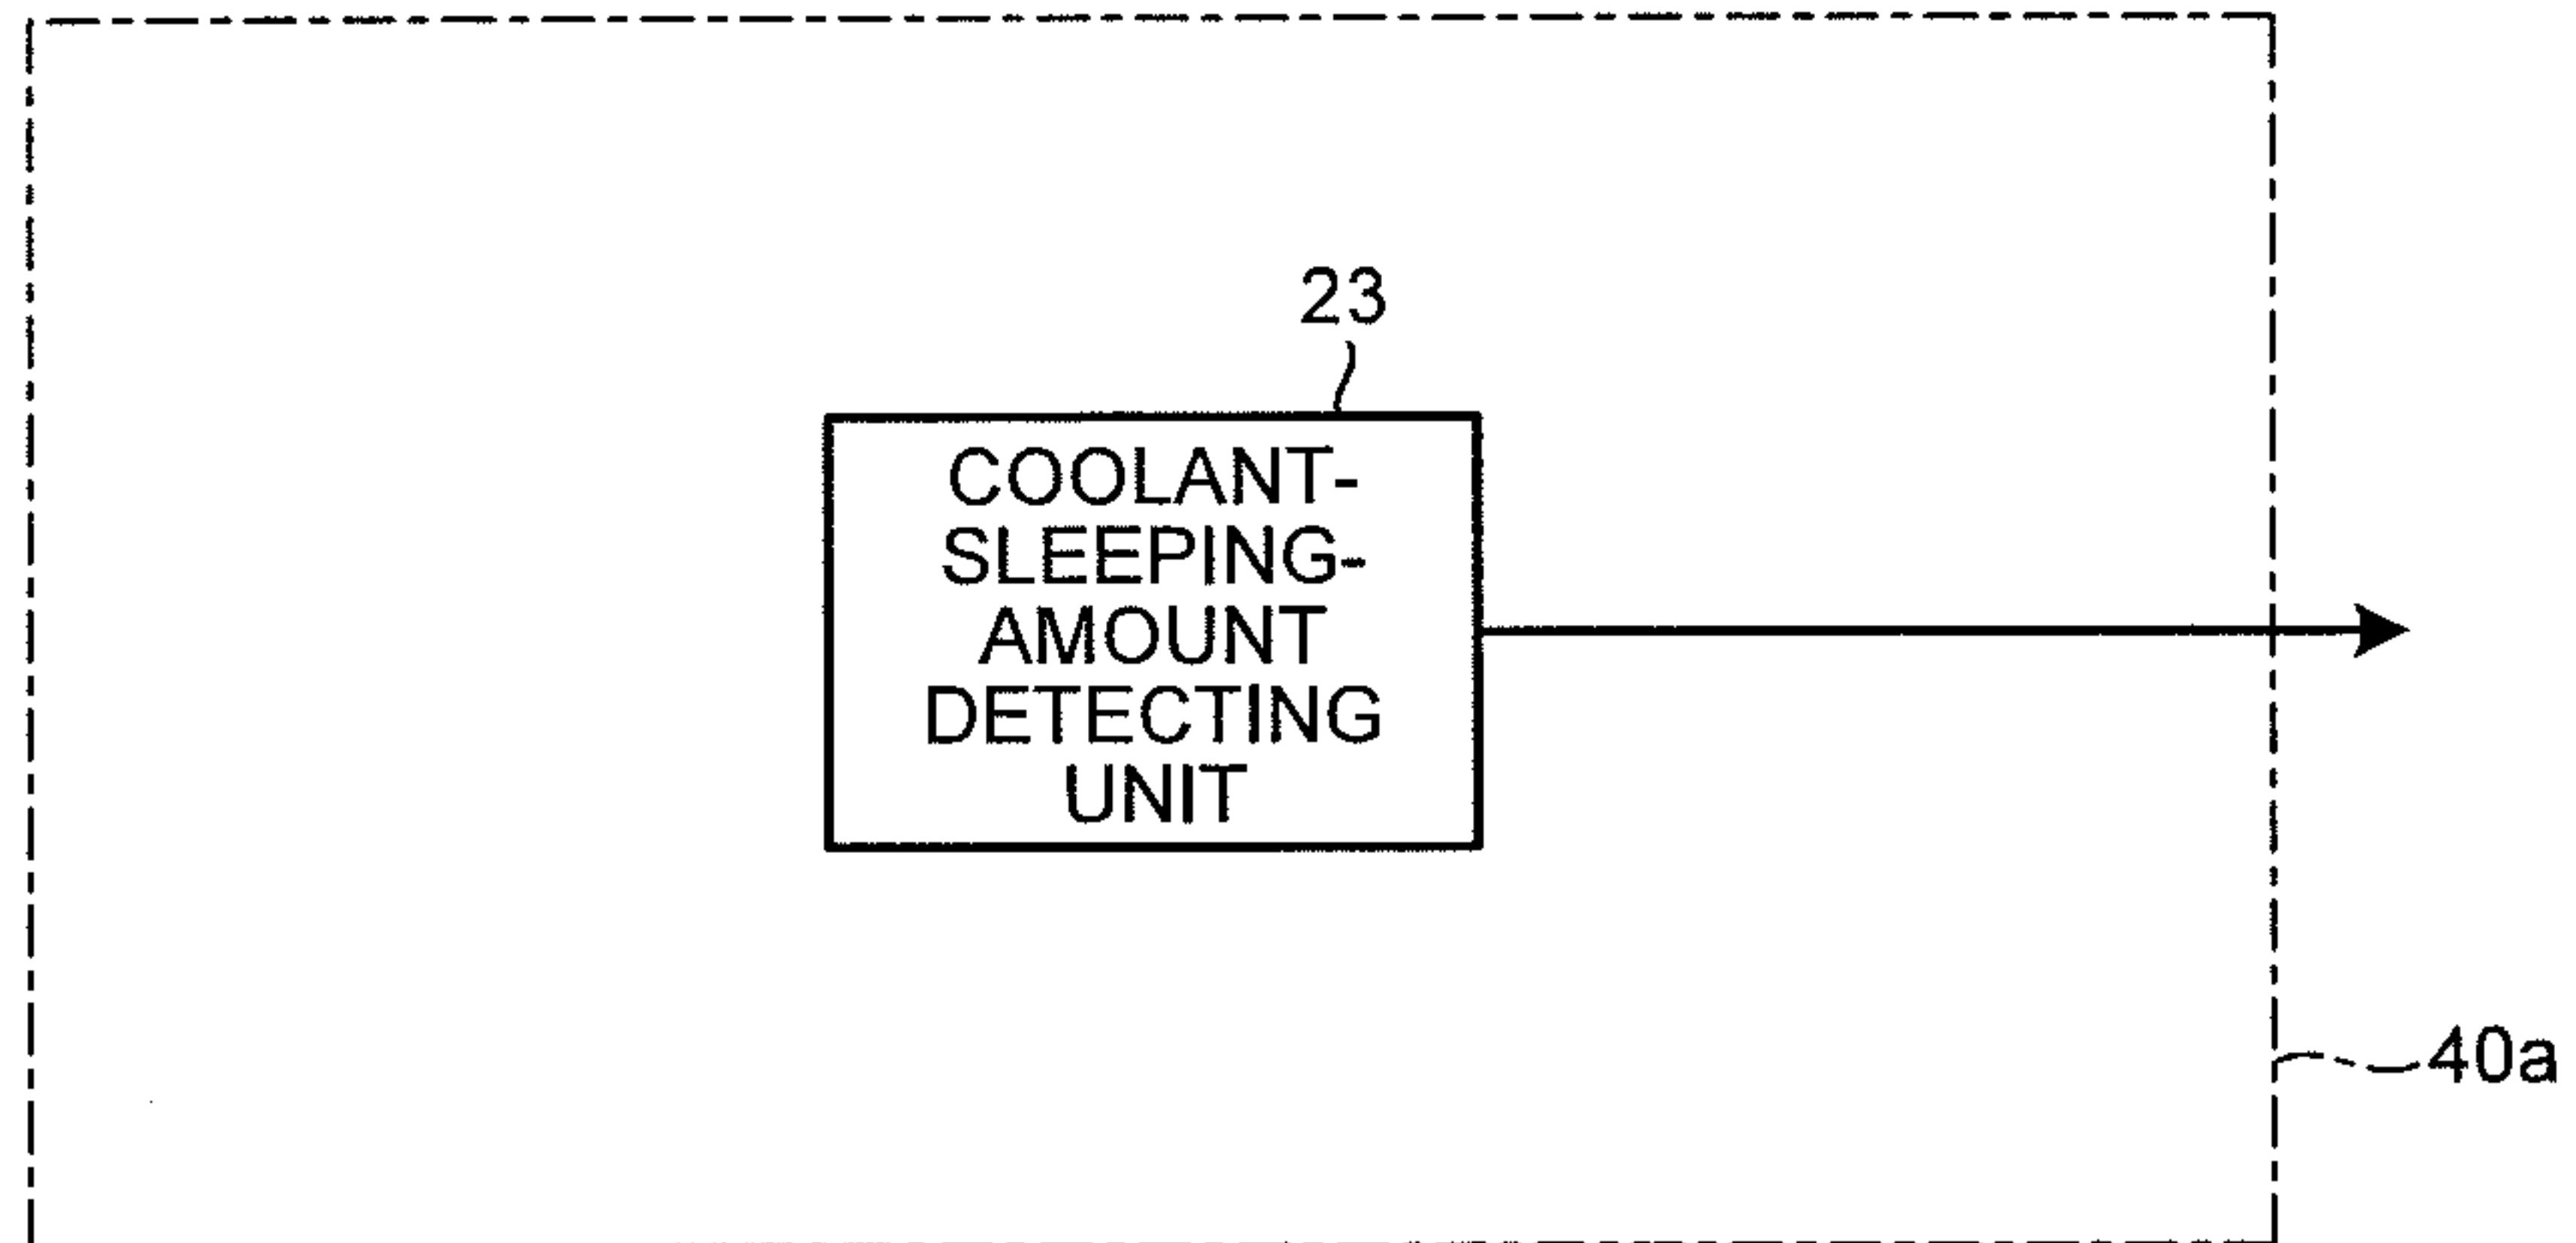 23
COOLANT-
SLEEPING-
AMOUNT
DETECTING
UNIT
40a